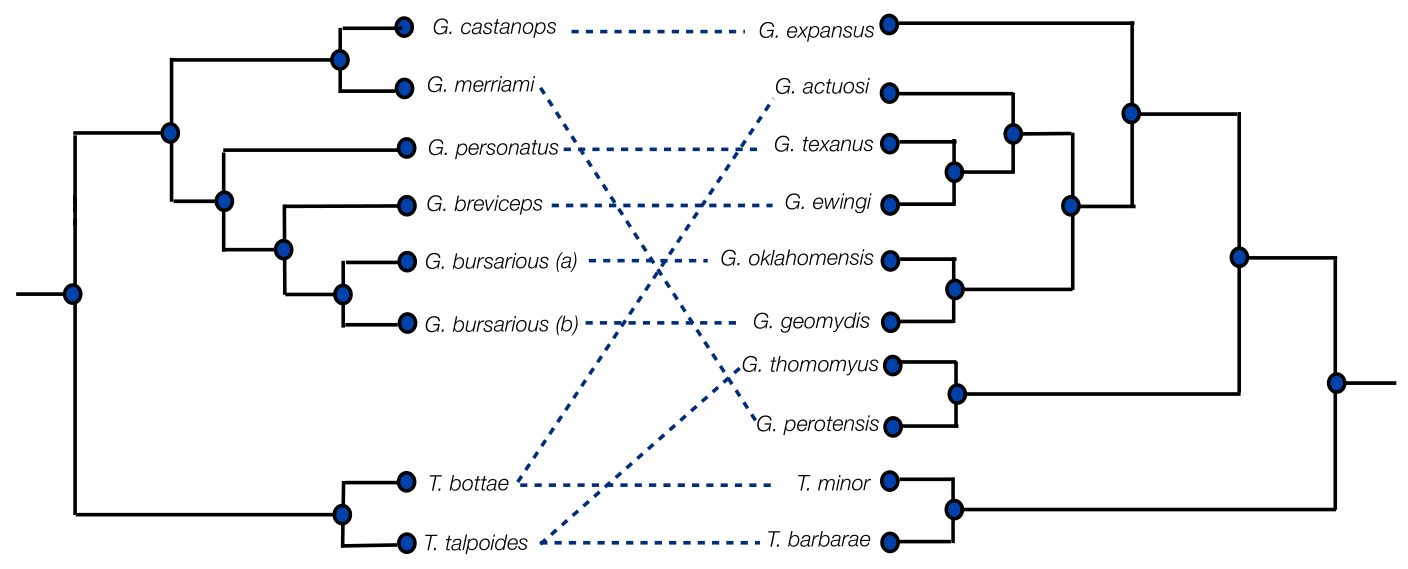 G. castanops
G. merriami
G. personatus
G. breviceps
G. bursarious (a)
G. bursarious (b)
T. bottae
T. talpoides
G. expansus
G. actuosi
G. texanus
G. ewingi
G. oklahomensis
G. geomydis
G. thomomyus
G. perotensis
T. minor
T. barbarae